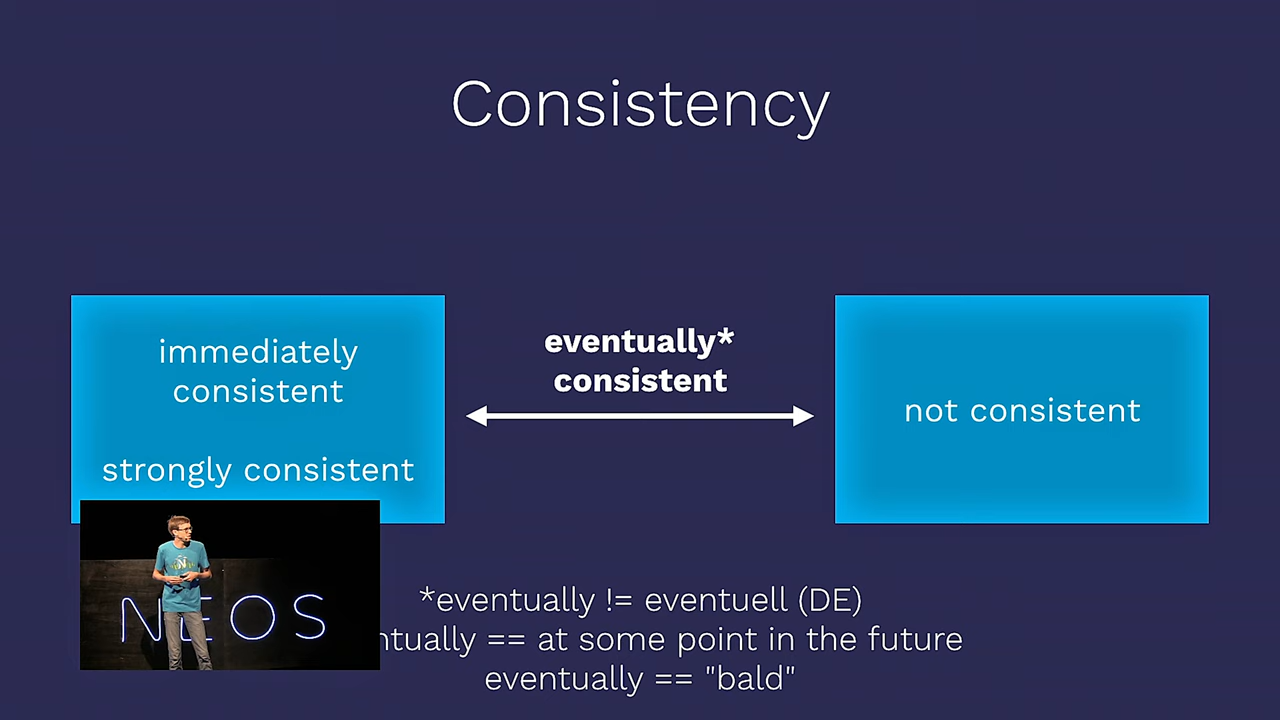 Consistency
immediately
consistent
strongly consistent
eventually*
consistent
not consistent
*eventually != eventuell (DE)
== at some point in the future
eventually == "bald"
NEOS